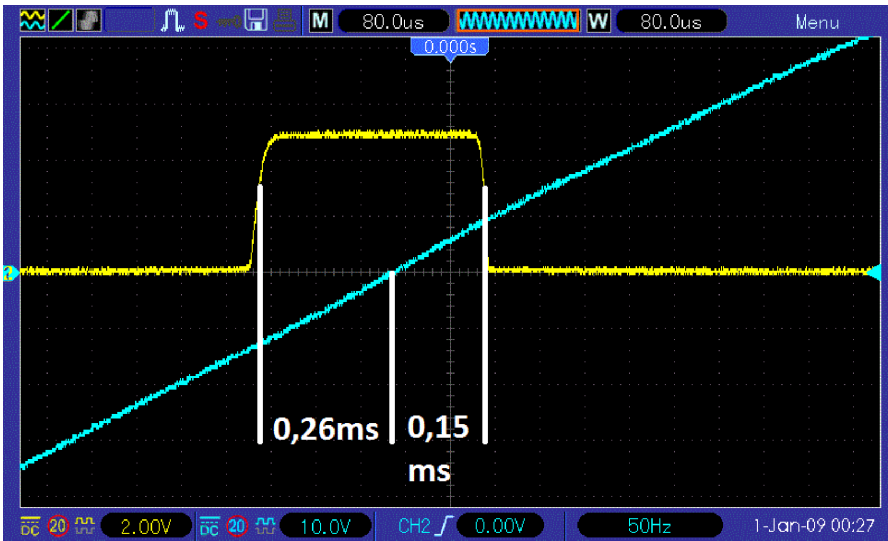 S M 80.0us W 80.0us Menu
0.000s
0,26ms 0,15
ms
DC 20 2.00V DC 20 10.0V CH2 0.00V 50Hz 1-Jan-09 00:27